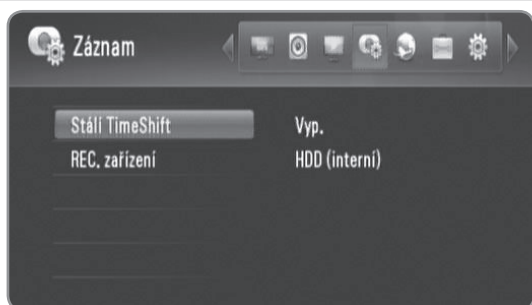 Záznam
Stálí TimeShift Vyp.
REC. zařízení HDD (interní)